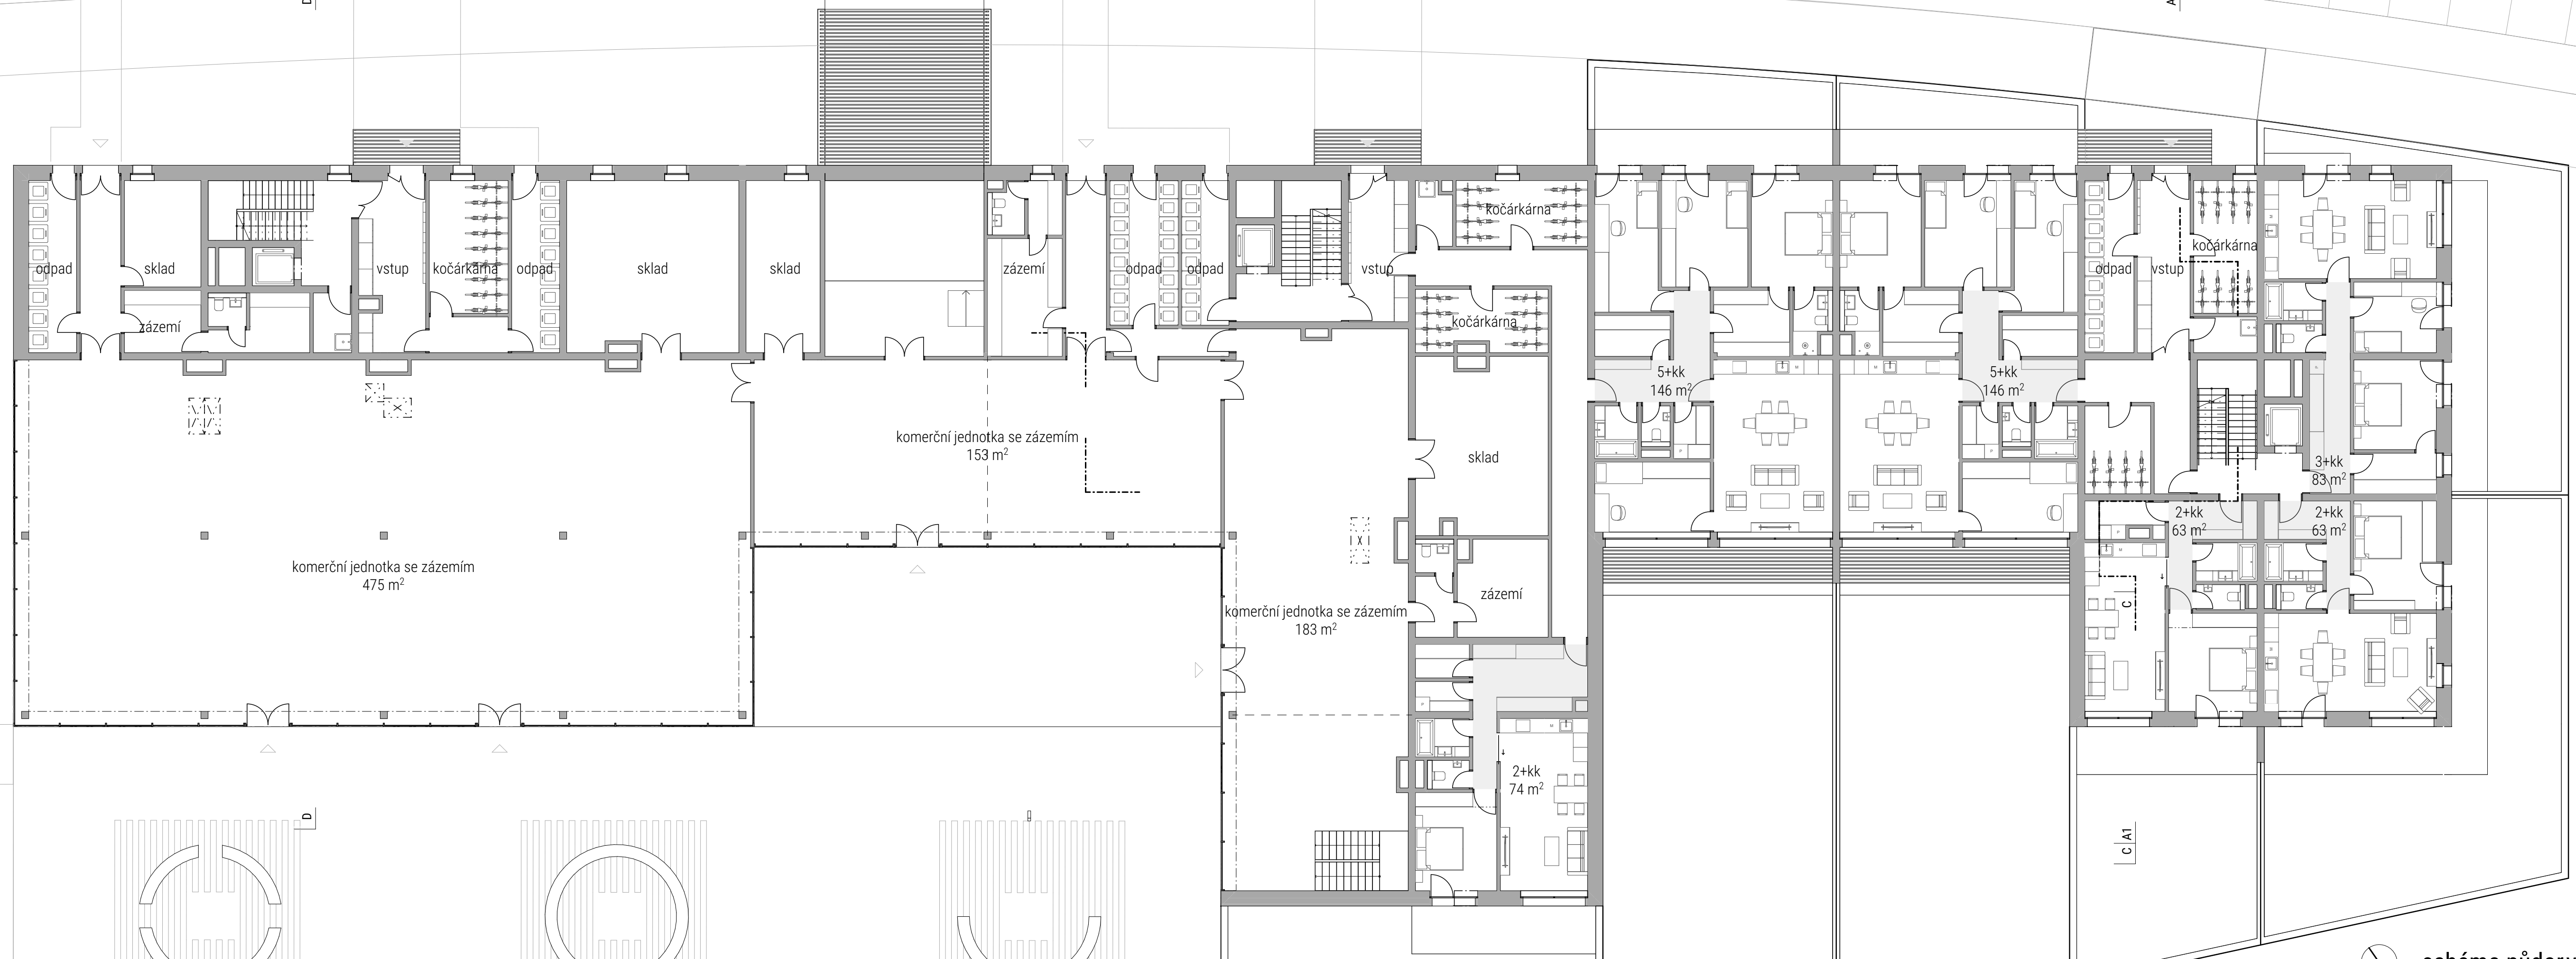 odpad
sklad
zázemí
vstup
kočárkárna
odpad
sklad
sklad
zázemí
odpad
odpad
vstup
kočárkárna
kočárkárna
sklad
zázemí
komerční jednotka se zázemím
475 m²
komerční jednotka se zázemím
153 m²
komerční jednotka se zázemím
183 m²
2+kk
74 m²
5+kk
146 m²
5+kk
146 m²
odpad
vstup
kočárkárna
3+kk
83 m²
2+kk
63 m²
2+kk
63 m²
C
D
C A1